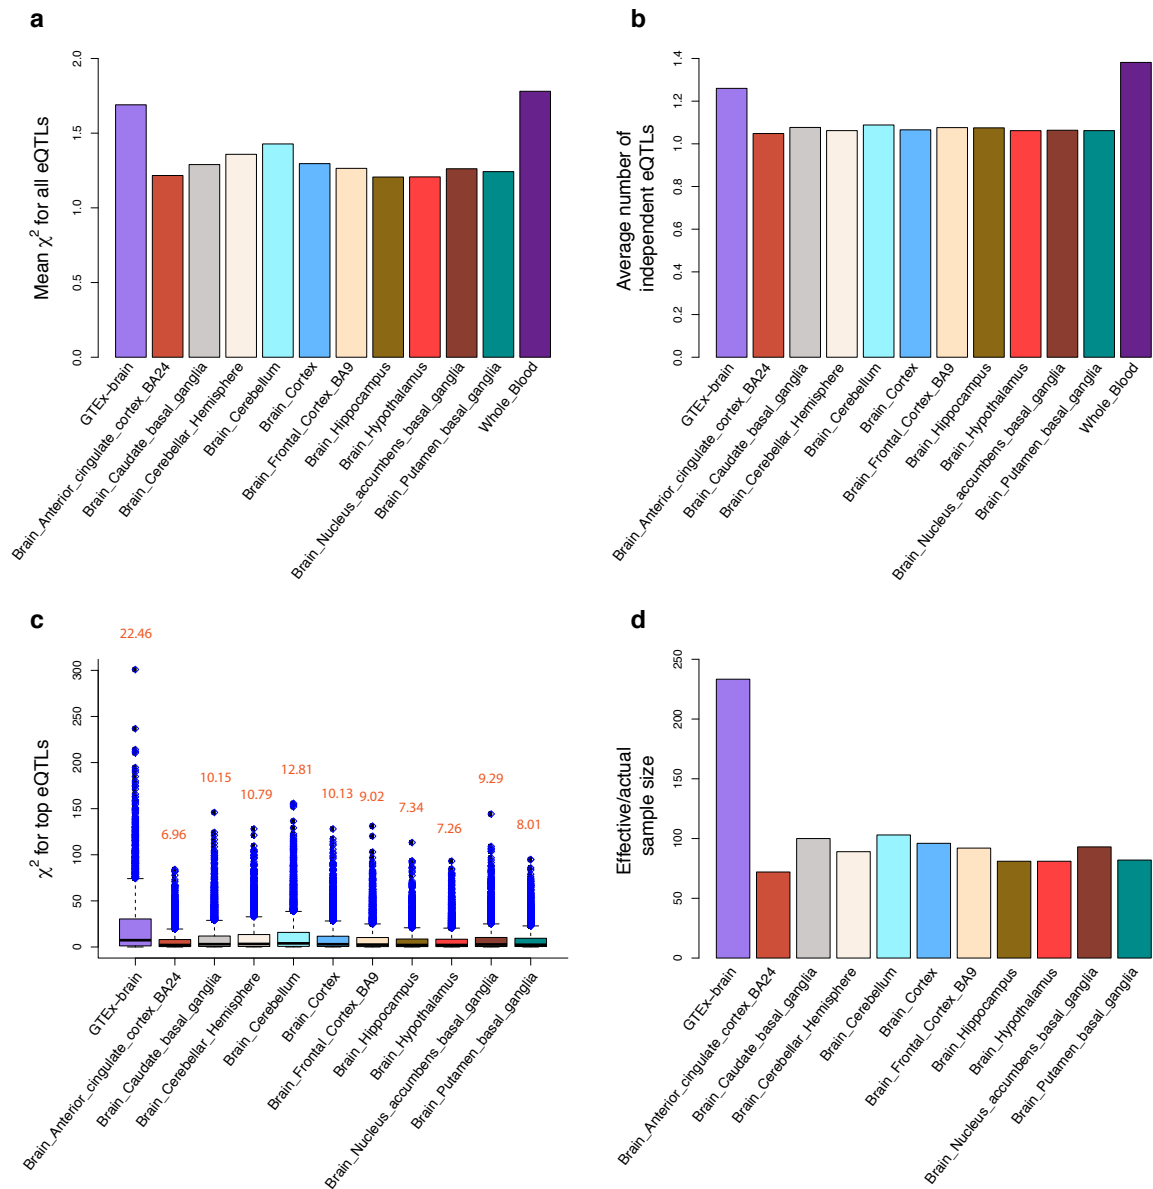 a
Mean χ² for all eQTLs
2.0
1.5
1.0
0.5
0.0
GTEx−brain
Brain_Anterior_cingulate_cortex_BA24
Brain_Caudate_basal_ganglia
Brain_Cerebellar_Hemisphere
Brain_Cerebellum
Brain_Cortex
Brain_Frontal_Cortex_BA9
Brain_Hippocampus
Brain_Hypothalamus
Brain_Nucleus_accumbens_basal_ganglia
Brain_Putamen_basal_ganglia
Whole_Blood
b
Average number of
independent eQTLs
1.4
1.2
1.0
0.8
0.6
0.4
0.2
0.0
GTEx−brain
Brain_Anterior_cingulate_cortex_BA24
Brain_Caudate_basal_ganglia
Brain_Cerebellar_Hemisphere
Brain_Cerebellum
Brain_Cortex
Brain_Frontal_Cortex_BA9
Brain_Hippocampus
Brain_Hypothalamus
Brain_Nucleus_accumbens_basal_ganglia
Brain_Putamen_basal_ganglia
Whole_Blood
c
χ² for top eQTLs
300
250
200
150
100
50
0
22.46
6.96
10.15
10.79
12.81
10.13
9.02
7.34
7.26
9.29
8.01
GTEx−brain
Brain_Anterior_cingulate_cortex_BA24
Brain_Caudate_basal_ganglia
Brain_Cerebellar_Hemisphere
Brain_Cerebellum
Brain_Cortex
Brain_Frontal_Cortex_BA9
Brain_Hippocampus
Brain_Hypothalamus
Brain_Nucleus_accumbens_basal_ganglia
Brain_Putamen_basal_ganglia
d
Effective/actual
sample size
250
200
150
100
50
0
GTEx−brain
Brain_Anterior_cingulate_cortex_BA24
Brain_Caudate_basal_ganglia
Brain_Cerebellar_Hemisphere
Brain_Cerebellum
Brain_Cortex
Brain_Frontal_Cortex_BA9
Brain_Hippocampus
Brain_Hypothalamus
Brain_Nucleus_accumbens_basal_ganglia
Brain_Putamen_basal_ganglia